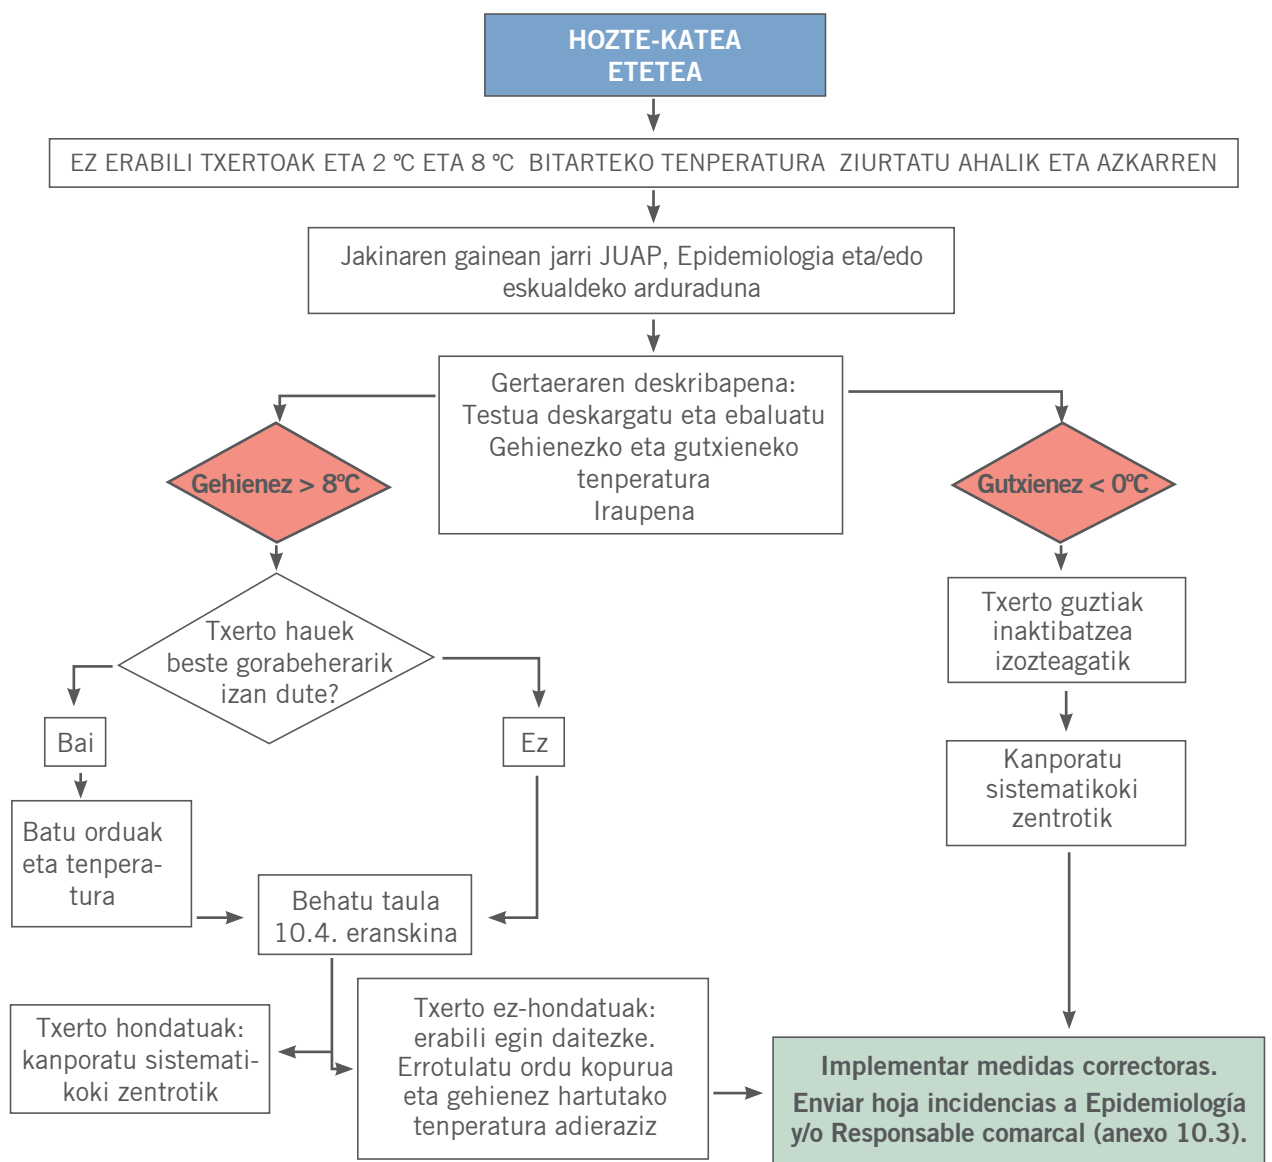 HOZTE-KATEA
ETETEA
EZ ERABILI TXERTOAK ETA 2 ºC ETA 8 ºC BITARTEKO TENPERATURA ZIURTATU AHALIK ETA AZKARREN
Jakinaren gainean jarri JUAP, Epidemiologia eta/edo
eskualdeko arduraduna
Gertaeraren deskribapena:
Testua deskargatu eta ebaluatu
Gehienezko eta gutxieneko
tenperatura
Iraupena
Gehienez > 8ºC
Gutxienez < 0ºC
Txerto hauek
beste gorabeherarik
izan dute?
Txerto guztiak
inaktibatzea
izozteagatik
Bai
Ez
Kanporatu
sistematikoki
zentrotik
Batu orduak
eta tenpera-
tura
Behatu taula
10.4. eranskina
Txerto hondatuak:
kanporatu sistemati-
koki zentrotik
Txerto ez-hondatuak:
erabili egin daitezke.
Errotulatu ordu kopurua
eta gehienez hartutako
tenperatura adieraziz
Implementar medidas correctoras.
Enviar hoja incidencias a Epidemiología
y/o Responsable comarcal (anexo 10.3).